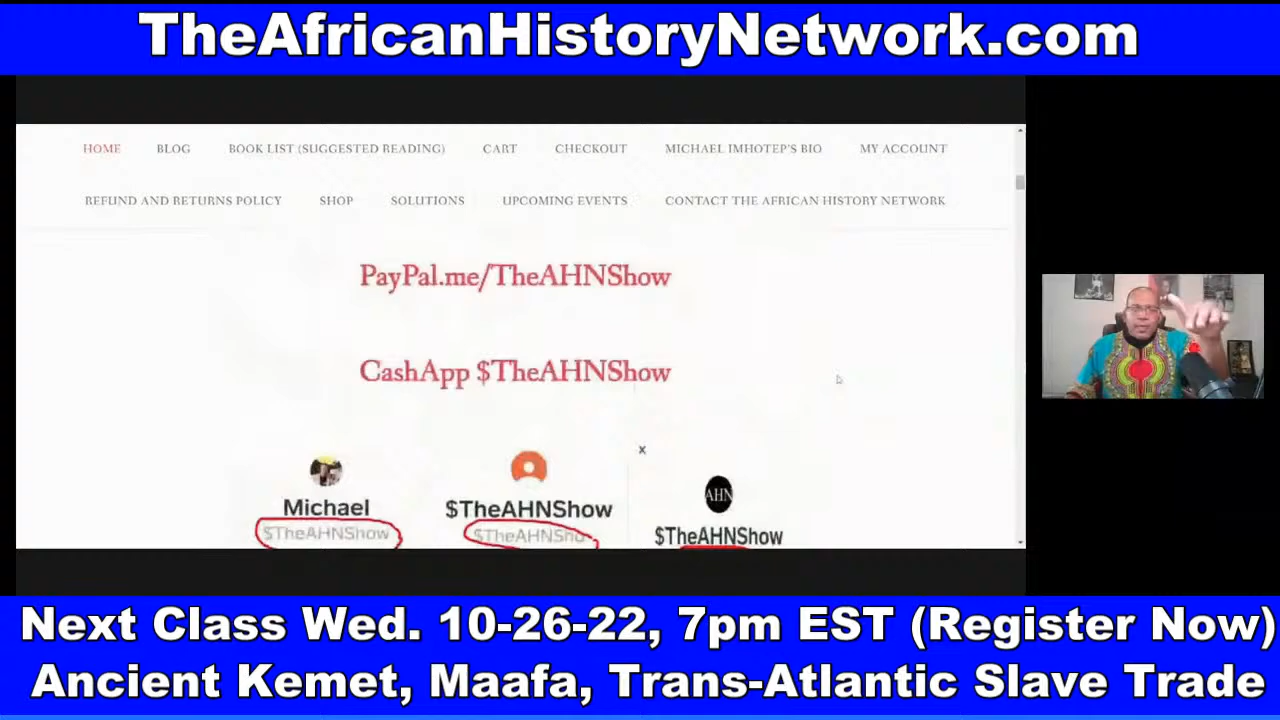 TheAfricanHistoryNetwork.com
HOME BLOG BOOK LIST (SUGGESTED READING) CART CHECKOUT MICHAEL IMHOTEP'S BIO MY ACCOUNT
REFUND AND RETURNS POLICY SHOP SOLUTIONS UPCOMING EVENTS CONTACT THE AFRICAN HISTORY NETWORK
PayPal.me/TheAHNShow
CashApp $TheAHNShow
x
AHN
Michael $TheAHNShow
$TheAHNShow $TheAHNShow
Next Class Wed. 10-26-22, 7pm EST (Register Now)
Ancient Kemet, Maafa, Trans-Atlantic Slave Trade